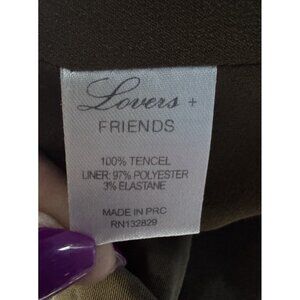 Lovers +
FRIENDS
100% TENCEL
LINER: 97% POLYESTER
3% ELASTANE
MADE IN PRC
RN132829